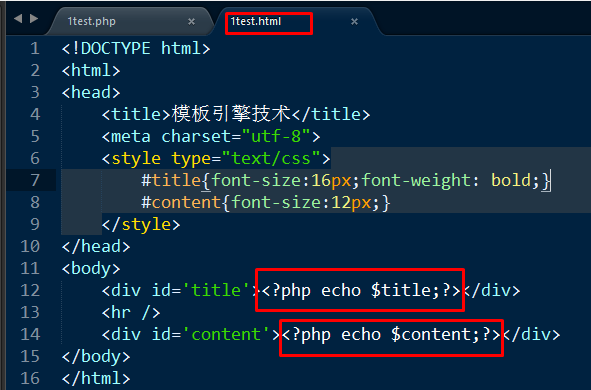 1test.php × 1test.html ×
1 <!DOCTYPE html>
2 <html>
3 <head>
4 <title>模板引擎技术</title>
5 <meta charset="utf-8">
6 <style type="text/css">
7 #title{font-size:16px;font-weight: bold;}
8 #content{font-size:12px;}
9 </style>
10 </head>
11 <body>
12 <div id='title'><?php echo $title;?></div>
13 <hr />
14 <div id='content'><?php echo $content;?></div>
15 </body>
16 </html>